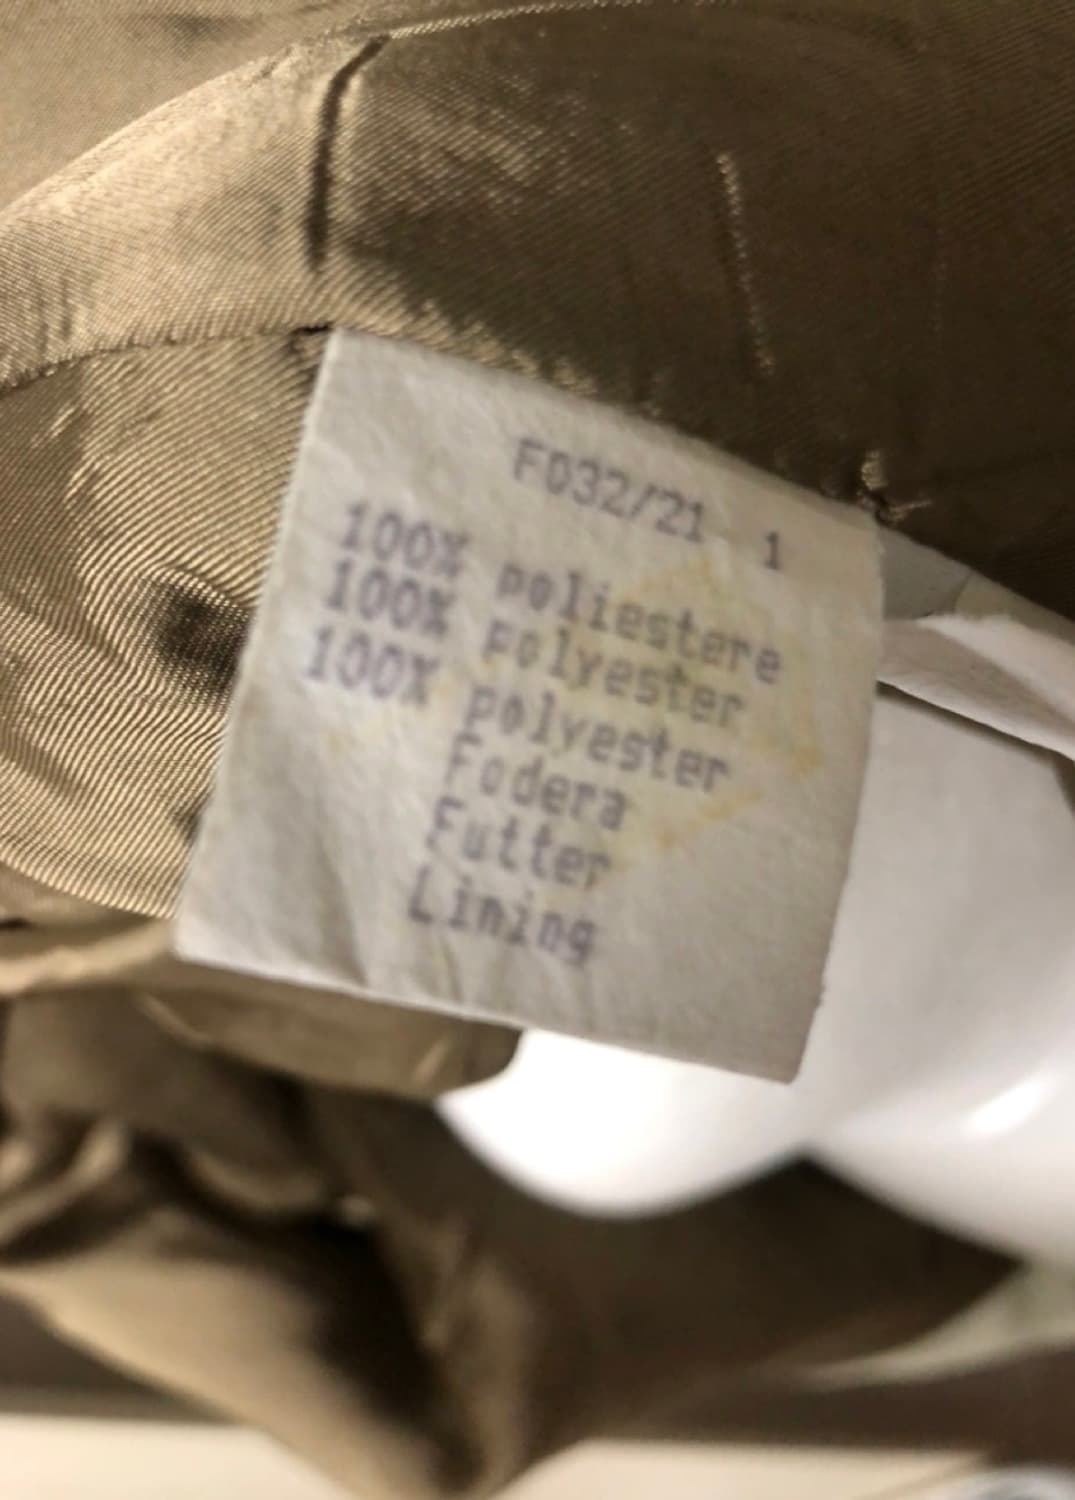 F032/21 1
100% poliestere
100% polyester
100% polyester
Fodera
Futter
Lining